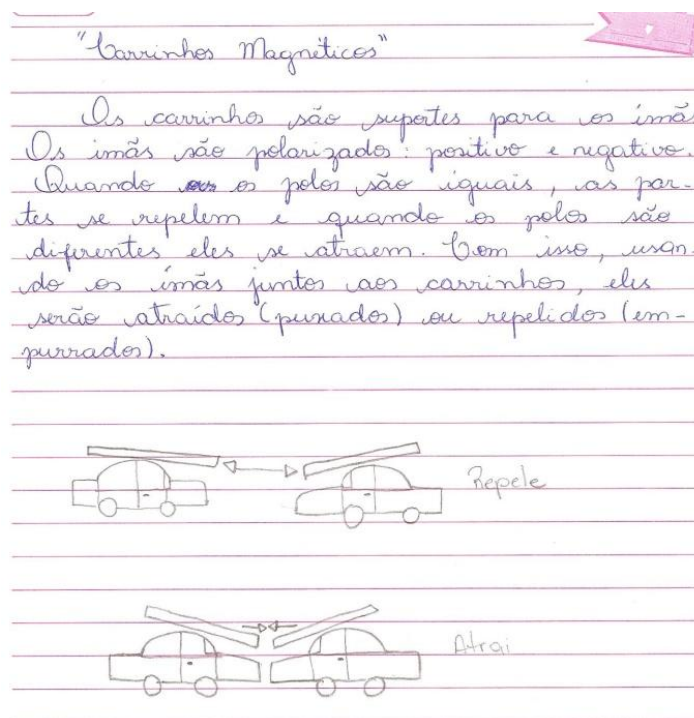 "Carrinhos Magnéticos"
Os carrinhos são suportes para os imãs
Os imãs são polarizados: positivo e negativo.
Quando os polos são iguais, as par-
tes se repelem e quando os polos são
diferentes eles se atraem. Com isso, usan-
do os imãs juntos aos carrinhos, eles
serão atraídos (puxados) ou repelidos (em-
purrados).
Repele
Atrai